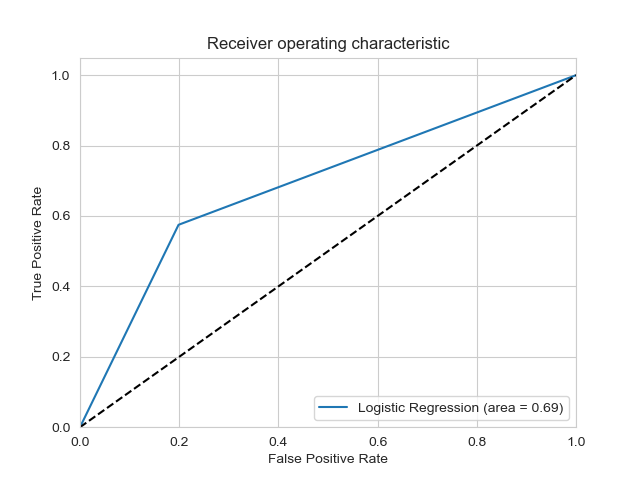 Receiver operating characteristic
True Positive Rate
1.0
0.8
0.6
0.4
0.2
0.0
Logistic Regression (area = 0.69)
0.0 0.2 0.4 0.6 0.8 1.0
False Positive Rate